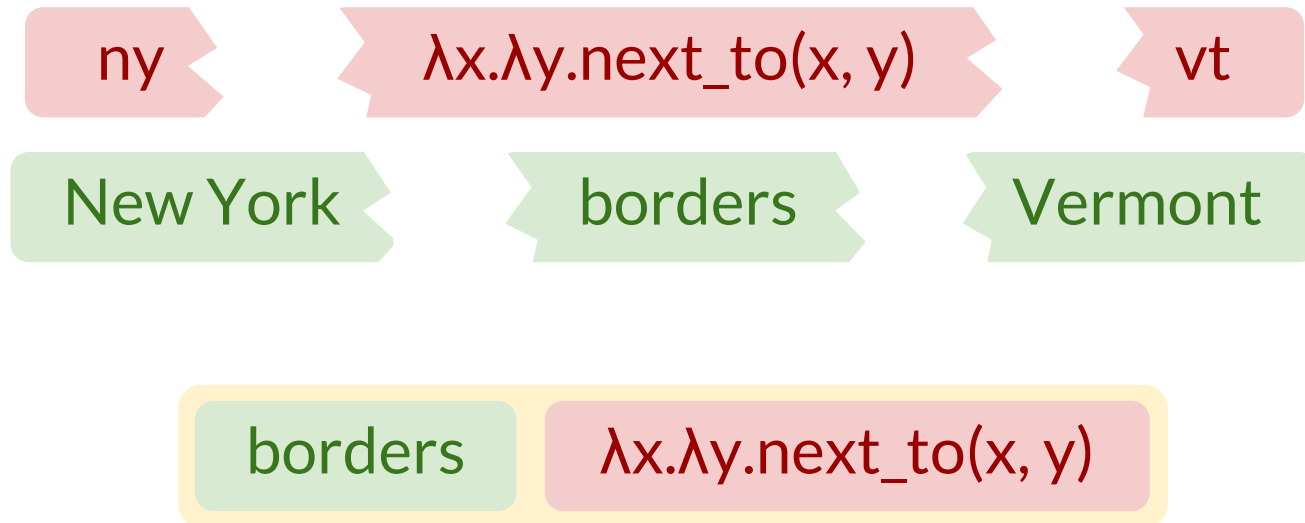 ny λx.λy.next_to(x, y) vt
New York borders Vermont
borders λx.λy.next_to(x, y)